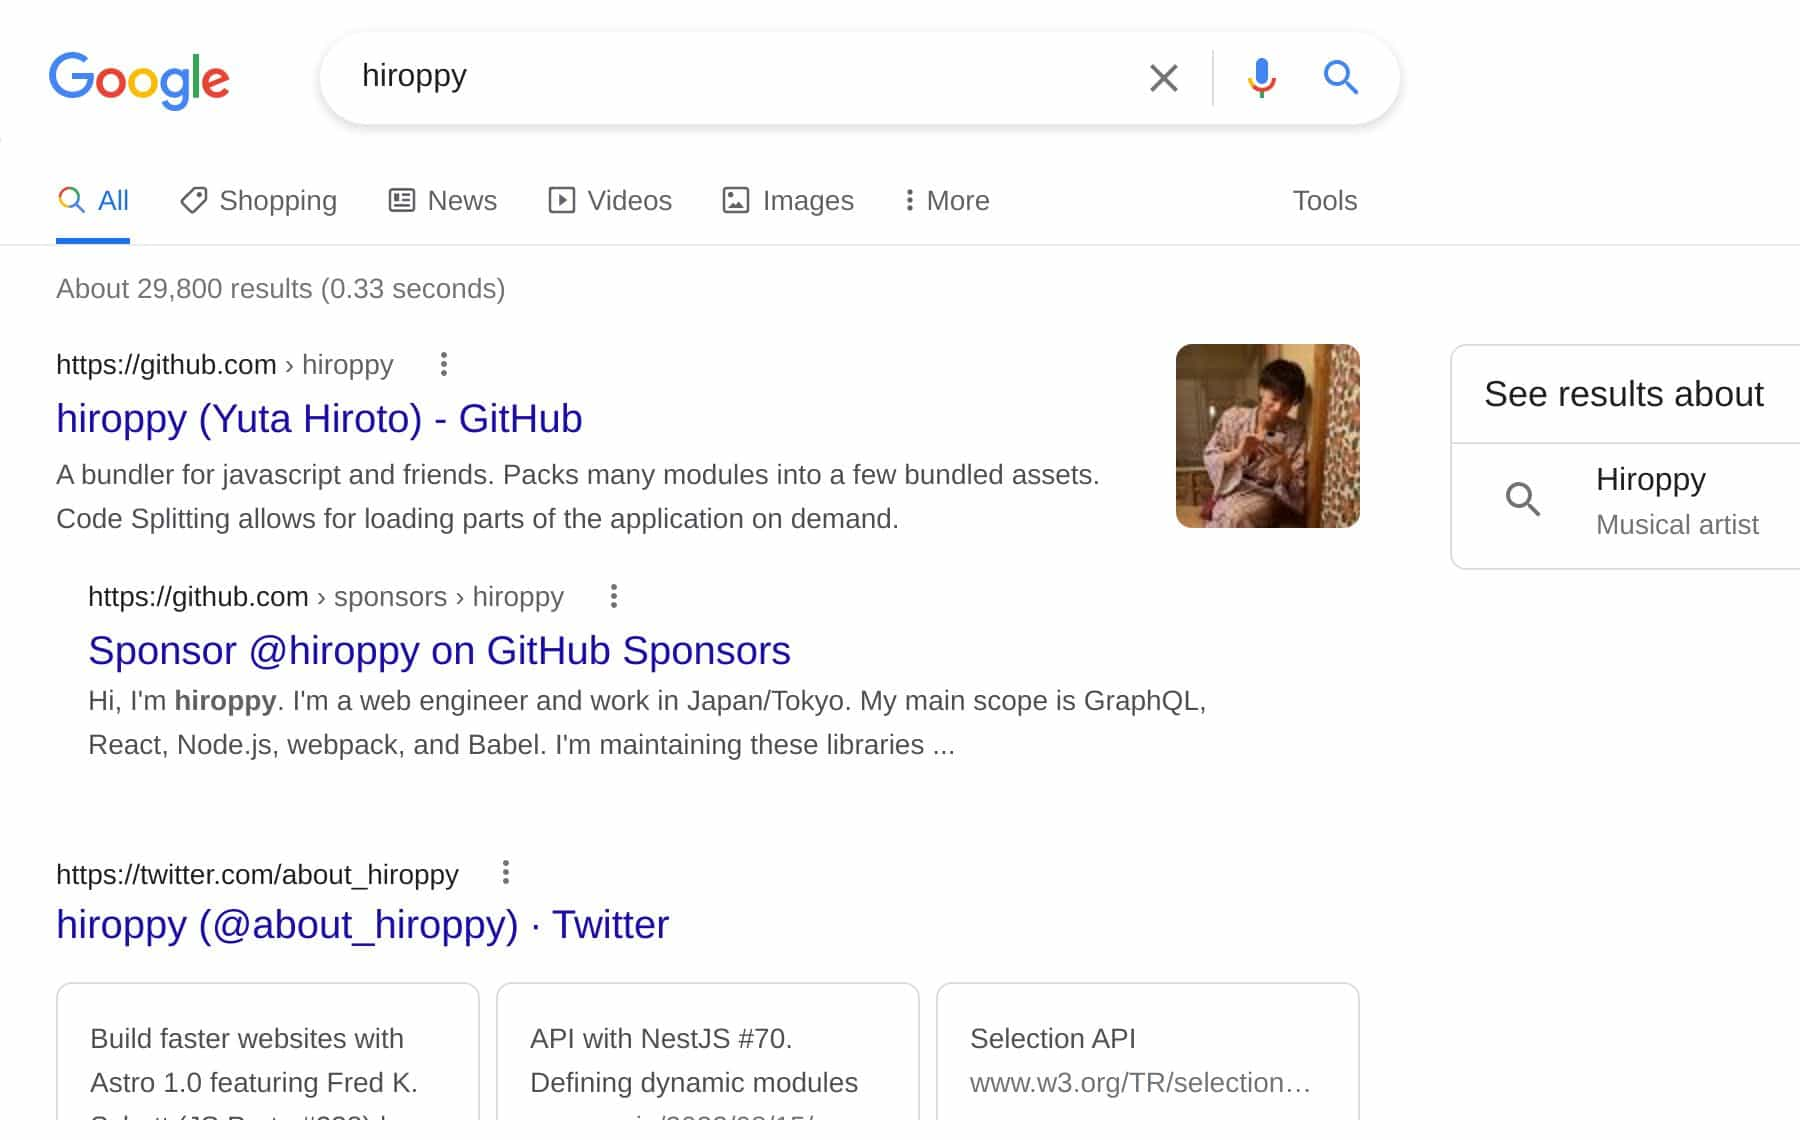 Google
hiroppy
All Shopping News Videos Images More Tools
About 29,800 results (0.33 seconds)
https://github.com › hiroppy
hiroppy (Yuta Hiroto) - GitHub
A bundler for javascript and friends. Packs many modules into a few bundled assets.
Code Splitting allows for loading parts of the application on demand.
https://github.com › sponsors › hiroppy
Sponsor @hiroppy on GitHub Sponsors
Hi, I'm hiroppy. I'm a web engineer and work in Japan/Tokyo. My main scope is GraphQL,
React, Node.js, webpack, and Babel. I'm maintaining these libraries ...
https://twitter.com/about_hiroppy
hiroppy (@about_hiroppy) · Twitter
Build faster websites with
Astro 1.0 featuring Fred K.
API with NestJS #70.
Defining dynamic modules
Selection API
www.w3.org/TR/selection…
See results about
Hiroppy
Musical artist